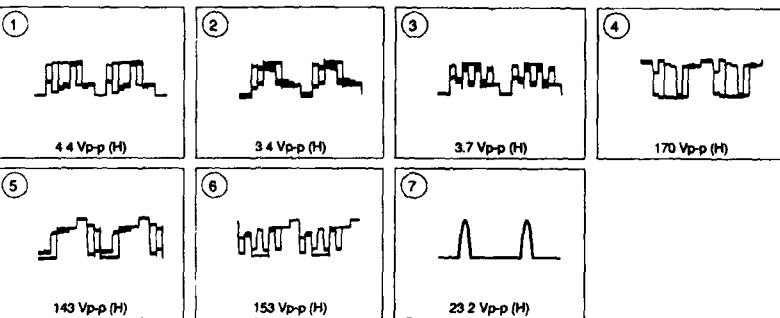 1
2
3
4
4 4 Vp-p (H)
3 4 Vp-p (H)
3.7 Vp-p (H)
170 Vp-p (H)
5
6
7
143 Vp-p (H)
153 Vp-p (H)
23 2 Vp-p (H)